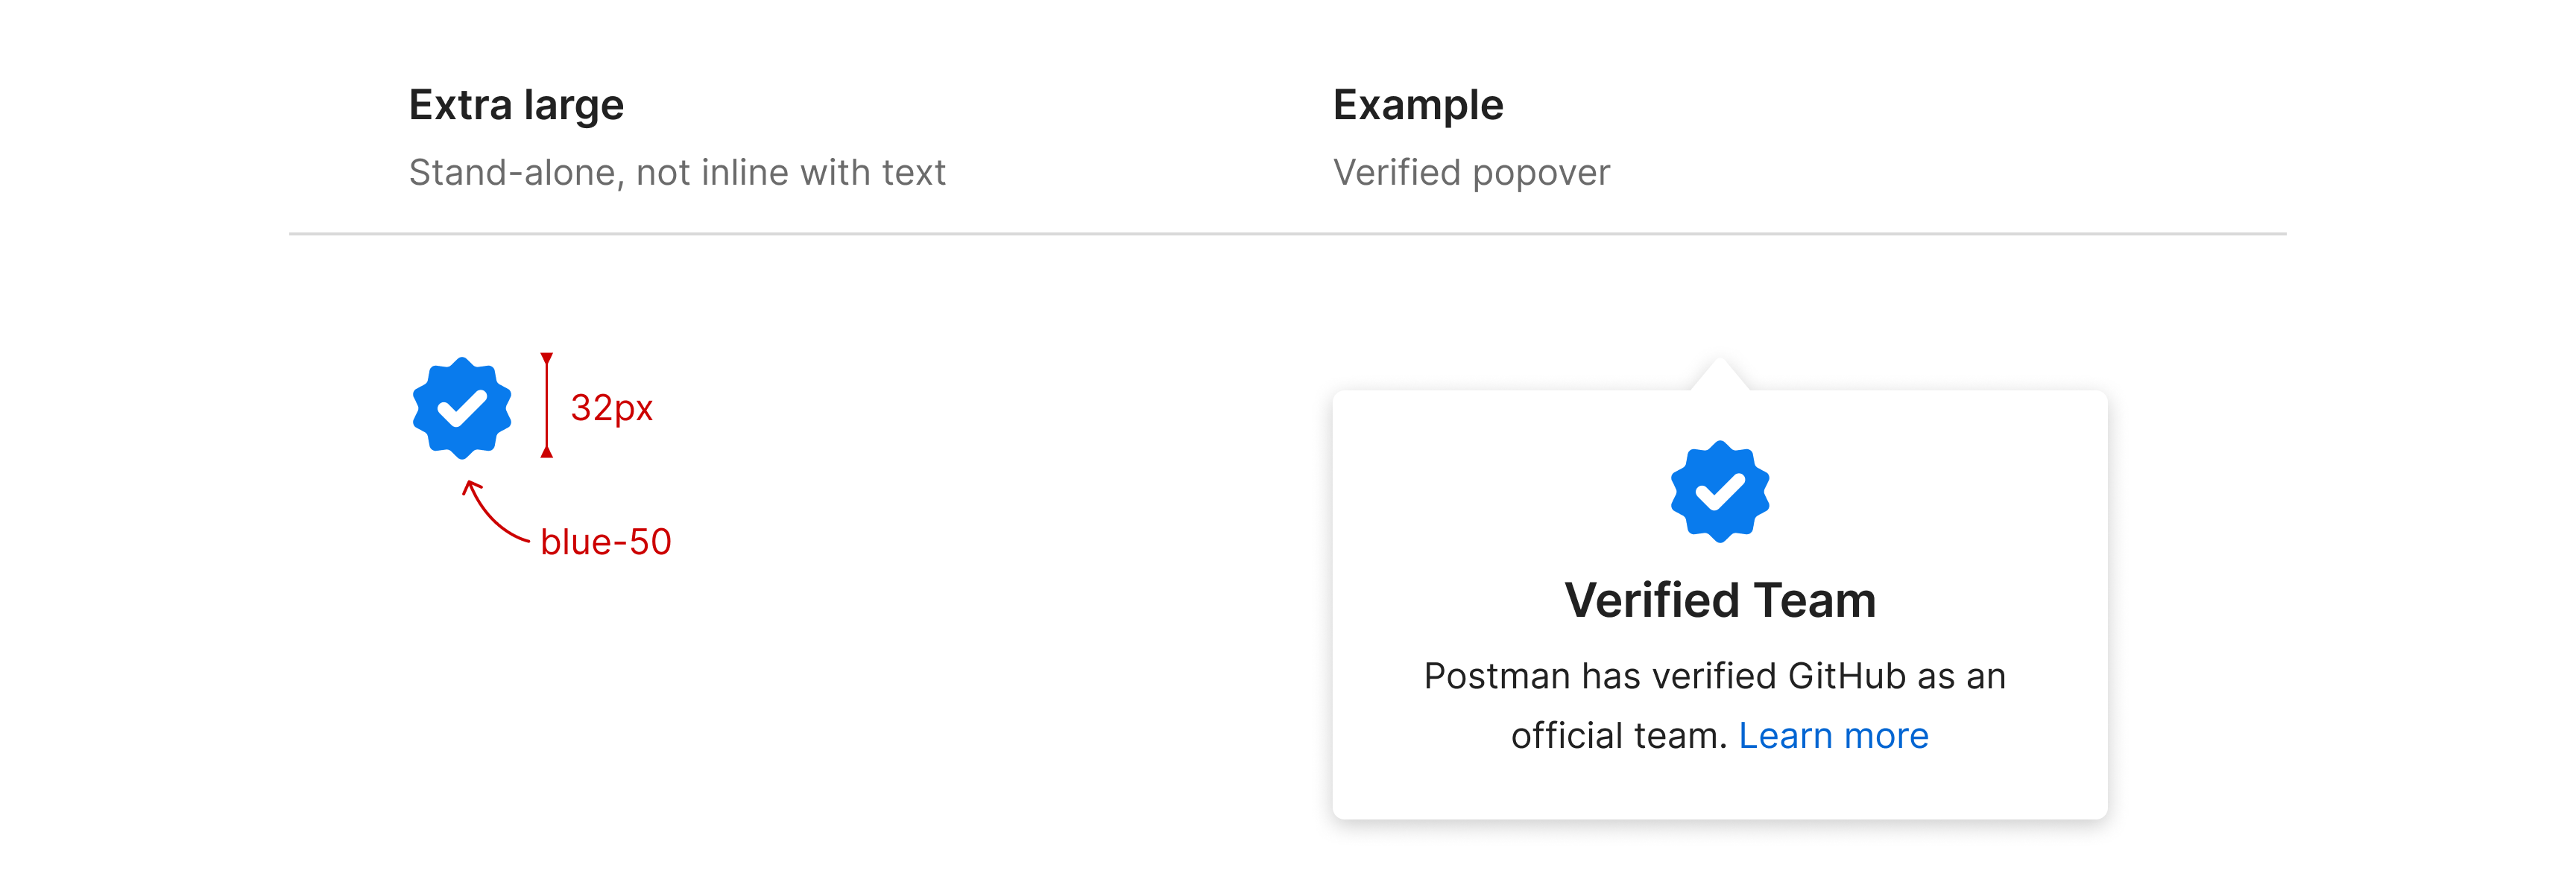 Extra large
Stand-alone, not inline with text
Example
Verified popover
32px
blue-50
Verified Team
Postman has verified GitHub as an
official team. Learn more